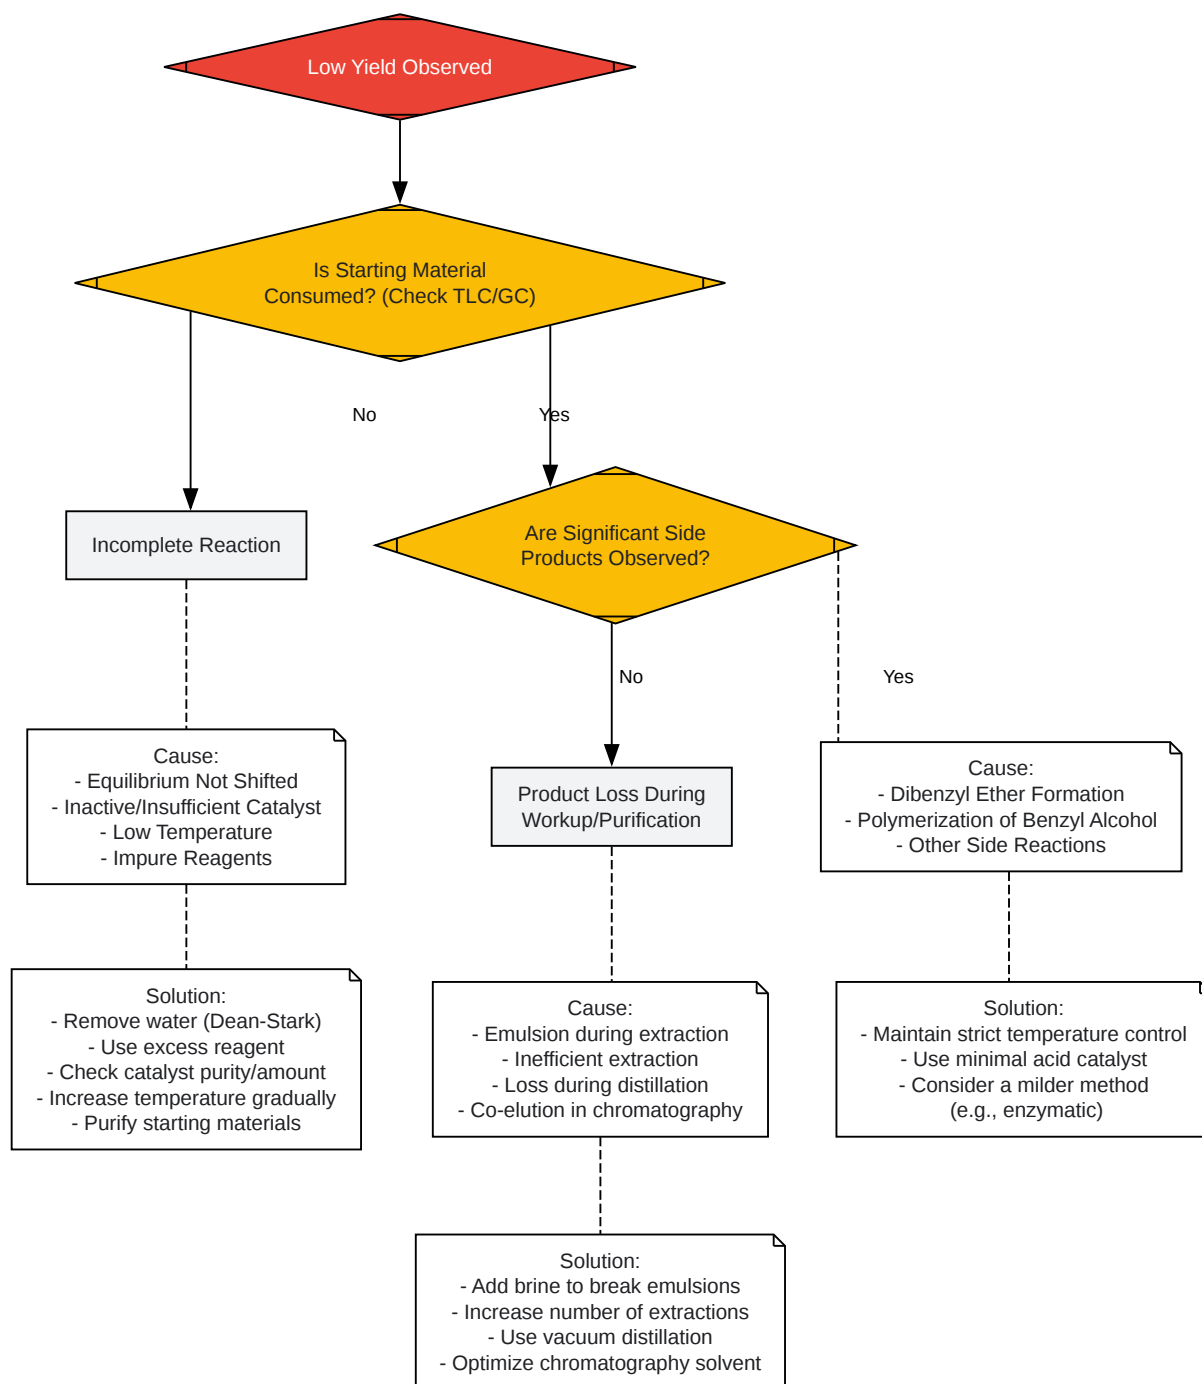 Low Yield Observed
Is Starting Material
Consumed? (Check TLC/GC)
No
Yes
Incomplete Reaction
Are Significant Side
Products Observed?
No
Yes
Cause:
- Equilibrium Not Shifted
- Inactive/Insufficient Catalyst
- Low Temperature
- Impure Reagents
Product Loss During
Workup/Purification
Cause:
- Dibenzyl Ether Formation
- Polymerization of Benzyl Alcohol
- Other Side Reactions
Solution:
- Remove water (Dean-Stark)
- Use excess reagent
- Check catalyst purity/amount
- Increase temperature gradually
- Purify starting materials
Cause:
- Emulsion during extraction
- Inefficient extraction
- Loss during distillation
- Co-elution in chromatography
Solution:
- Maintain strict temperature control
- Use minimal acid catalyst
- Consider a milder method
(e.g., enzymatic)
Solution:
- Add brine to break emulsions
- Increase number of extractions
- Use vacuum distillation
- Optimize chromatography solvent